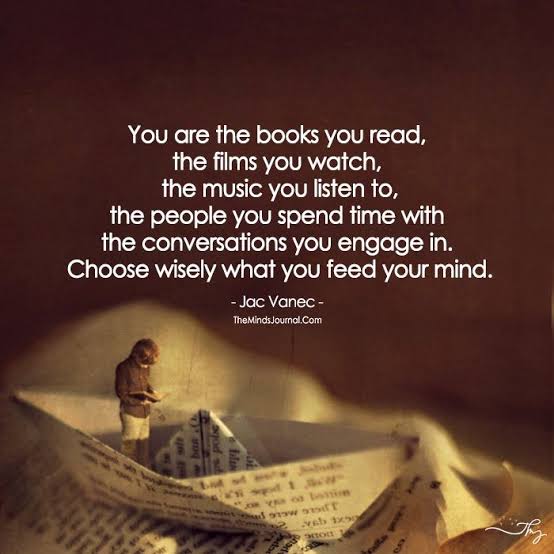 You are the books you read,
the films you watch,
the music you listen to,
the people you spend time with
the conversations you engage in.
Choose wisely what you feed your mind.
- Jac Vanec -
TheMindsJournal.Com